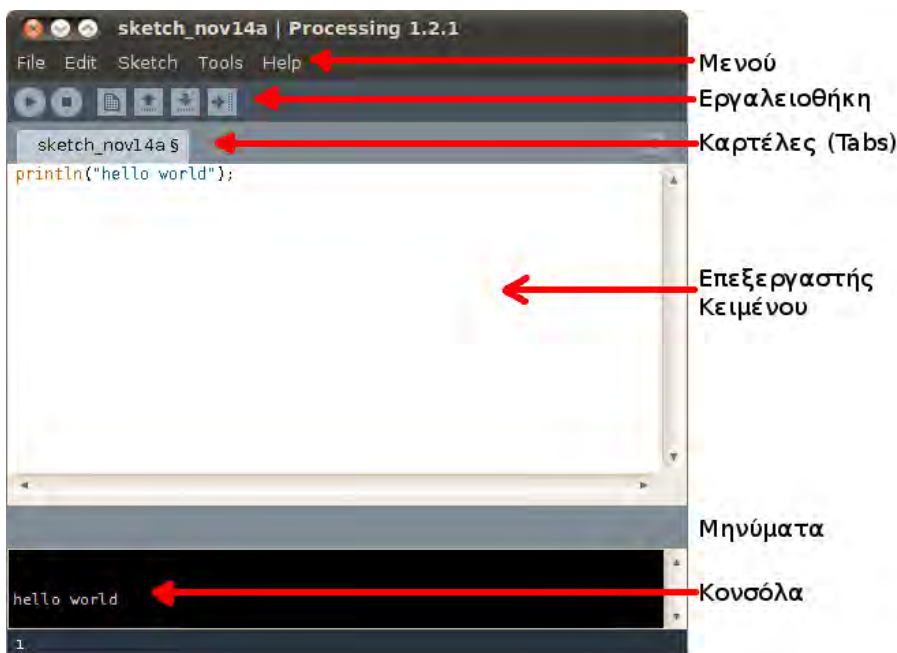 sketch_nov14a | Processing 1.2.1
File Edit Sketch Tools Help
Μενού
Εργαλειοθήκη
sketch_nov14a §
Καρτέλες (Tabs)
println("hello world");
Επεξεργαστής
Κειμένου
Μηνύματα
hello world
Κονσόλα
1